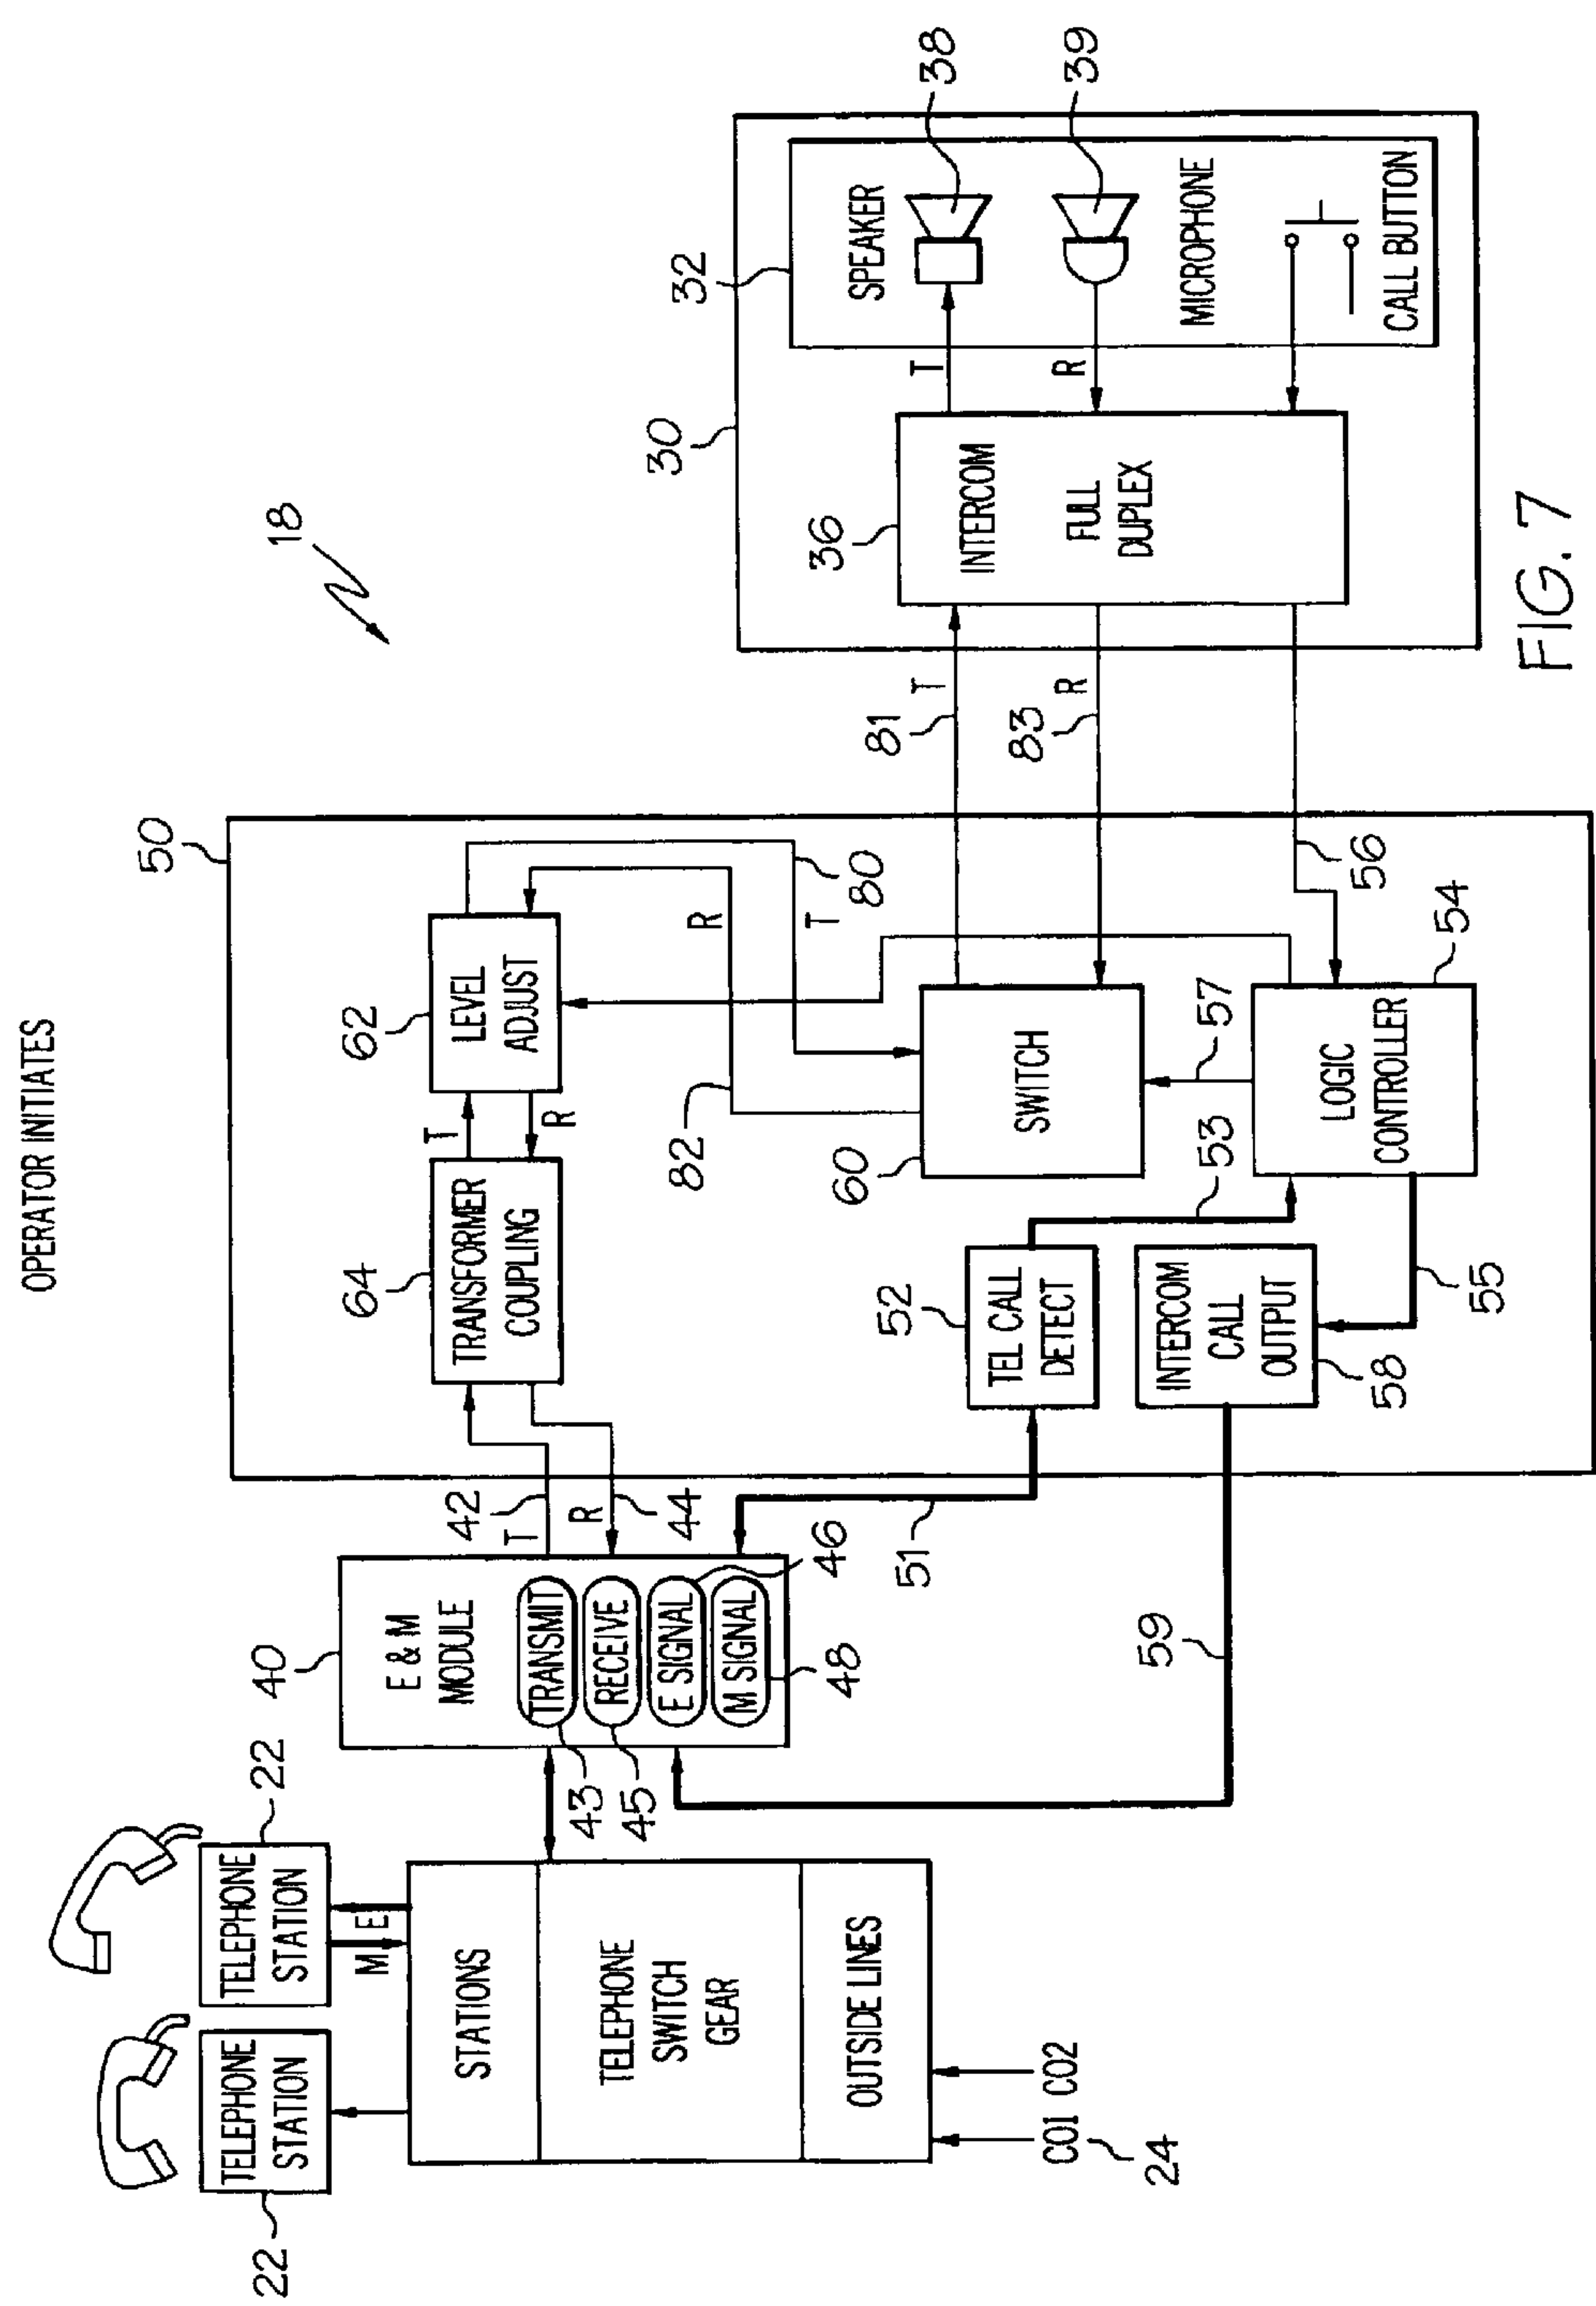 OPERATOR INITIATES
18
22
TELEPHONE
STATION
TELEPHONE
STATION
22
M
E
STATIONS
TELEPHONE
SWITCH
GEAR
OUTSIDE LINES
CO1
CO2
24
40
E & M
MODULE
TRANSMIT
RECEIVE
E SIGNAL
M SIGNAL
43
45
46
48
42
T
R
44
51
59
50
64
TRANSFORMER
COUPLING
T
R
62
LEVEL
ADJUST
82
R
T
80
60
SWITCH
52
TEL CALL
DETECT
53
57
INTERCOM
CALL
OUTPUT
58
55
LOGIC
CONTROLLER
54
56
81
T
83
R
30
36
INTERCOM
FULL
DUPLEX
T
R
32
SPEAKER
38
39
MICROPHONE
CALL BUTTON
FIG. 7